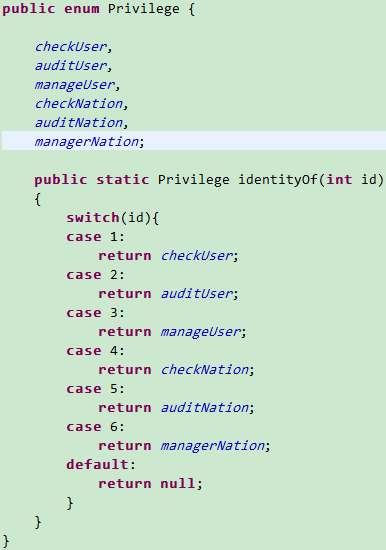 public enum Privilege {
checkUser,
auditUser,
manageUser,
checkNation,
auditNation,
managerNation;
public static Privilege identityOf(int id)
{
switch(id){
case 1:
return checkUser;
case 2:
return auditUser;
case 3:
return manageUser;
case 4:
return checkNation;
case 5:
return auditNation;
case 6:
return managerNation;
default:
return null;
}
}
}